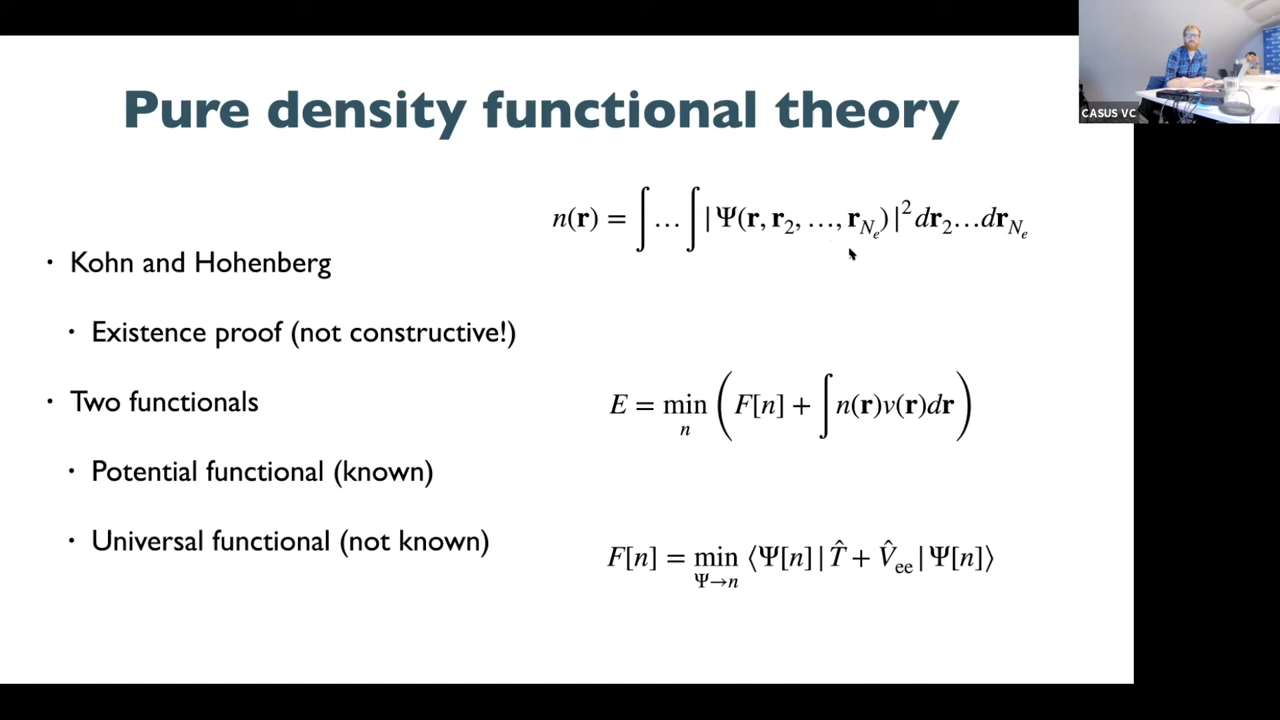 Pure density functional theory
n(r) = ∫…∫ |Ψ(r, r₂, …, r_{N_e})|² dr₂…dr_{N_e}
• Kohn and Hohenberg
• Existence proof (not constructive!)
• Two functionals
E = min_n (F[n] + ∫ n(r)v(r)dr)
• Potential functional (known)
• Universal functional (not known)
F[n] = min_{Ψ→n} ⟨Ψ[n] | T̂ + V̂_ee | Ψ[n]⟩
CASUS VC